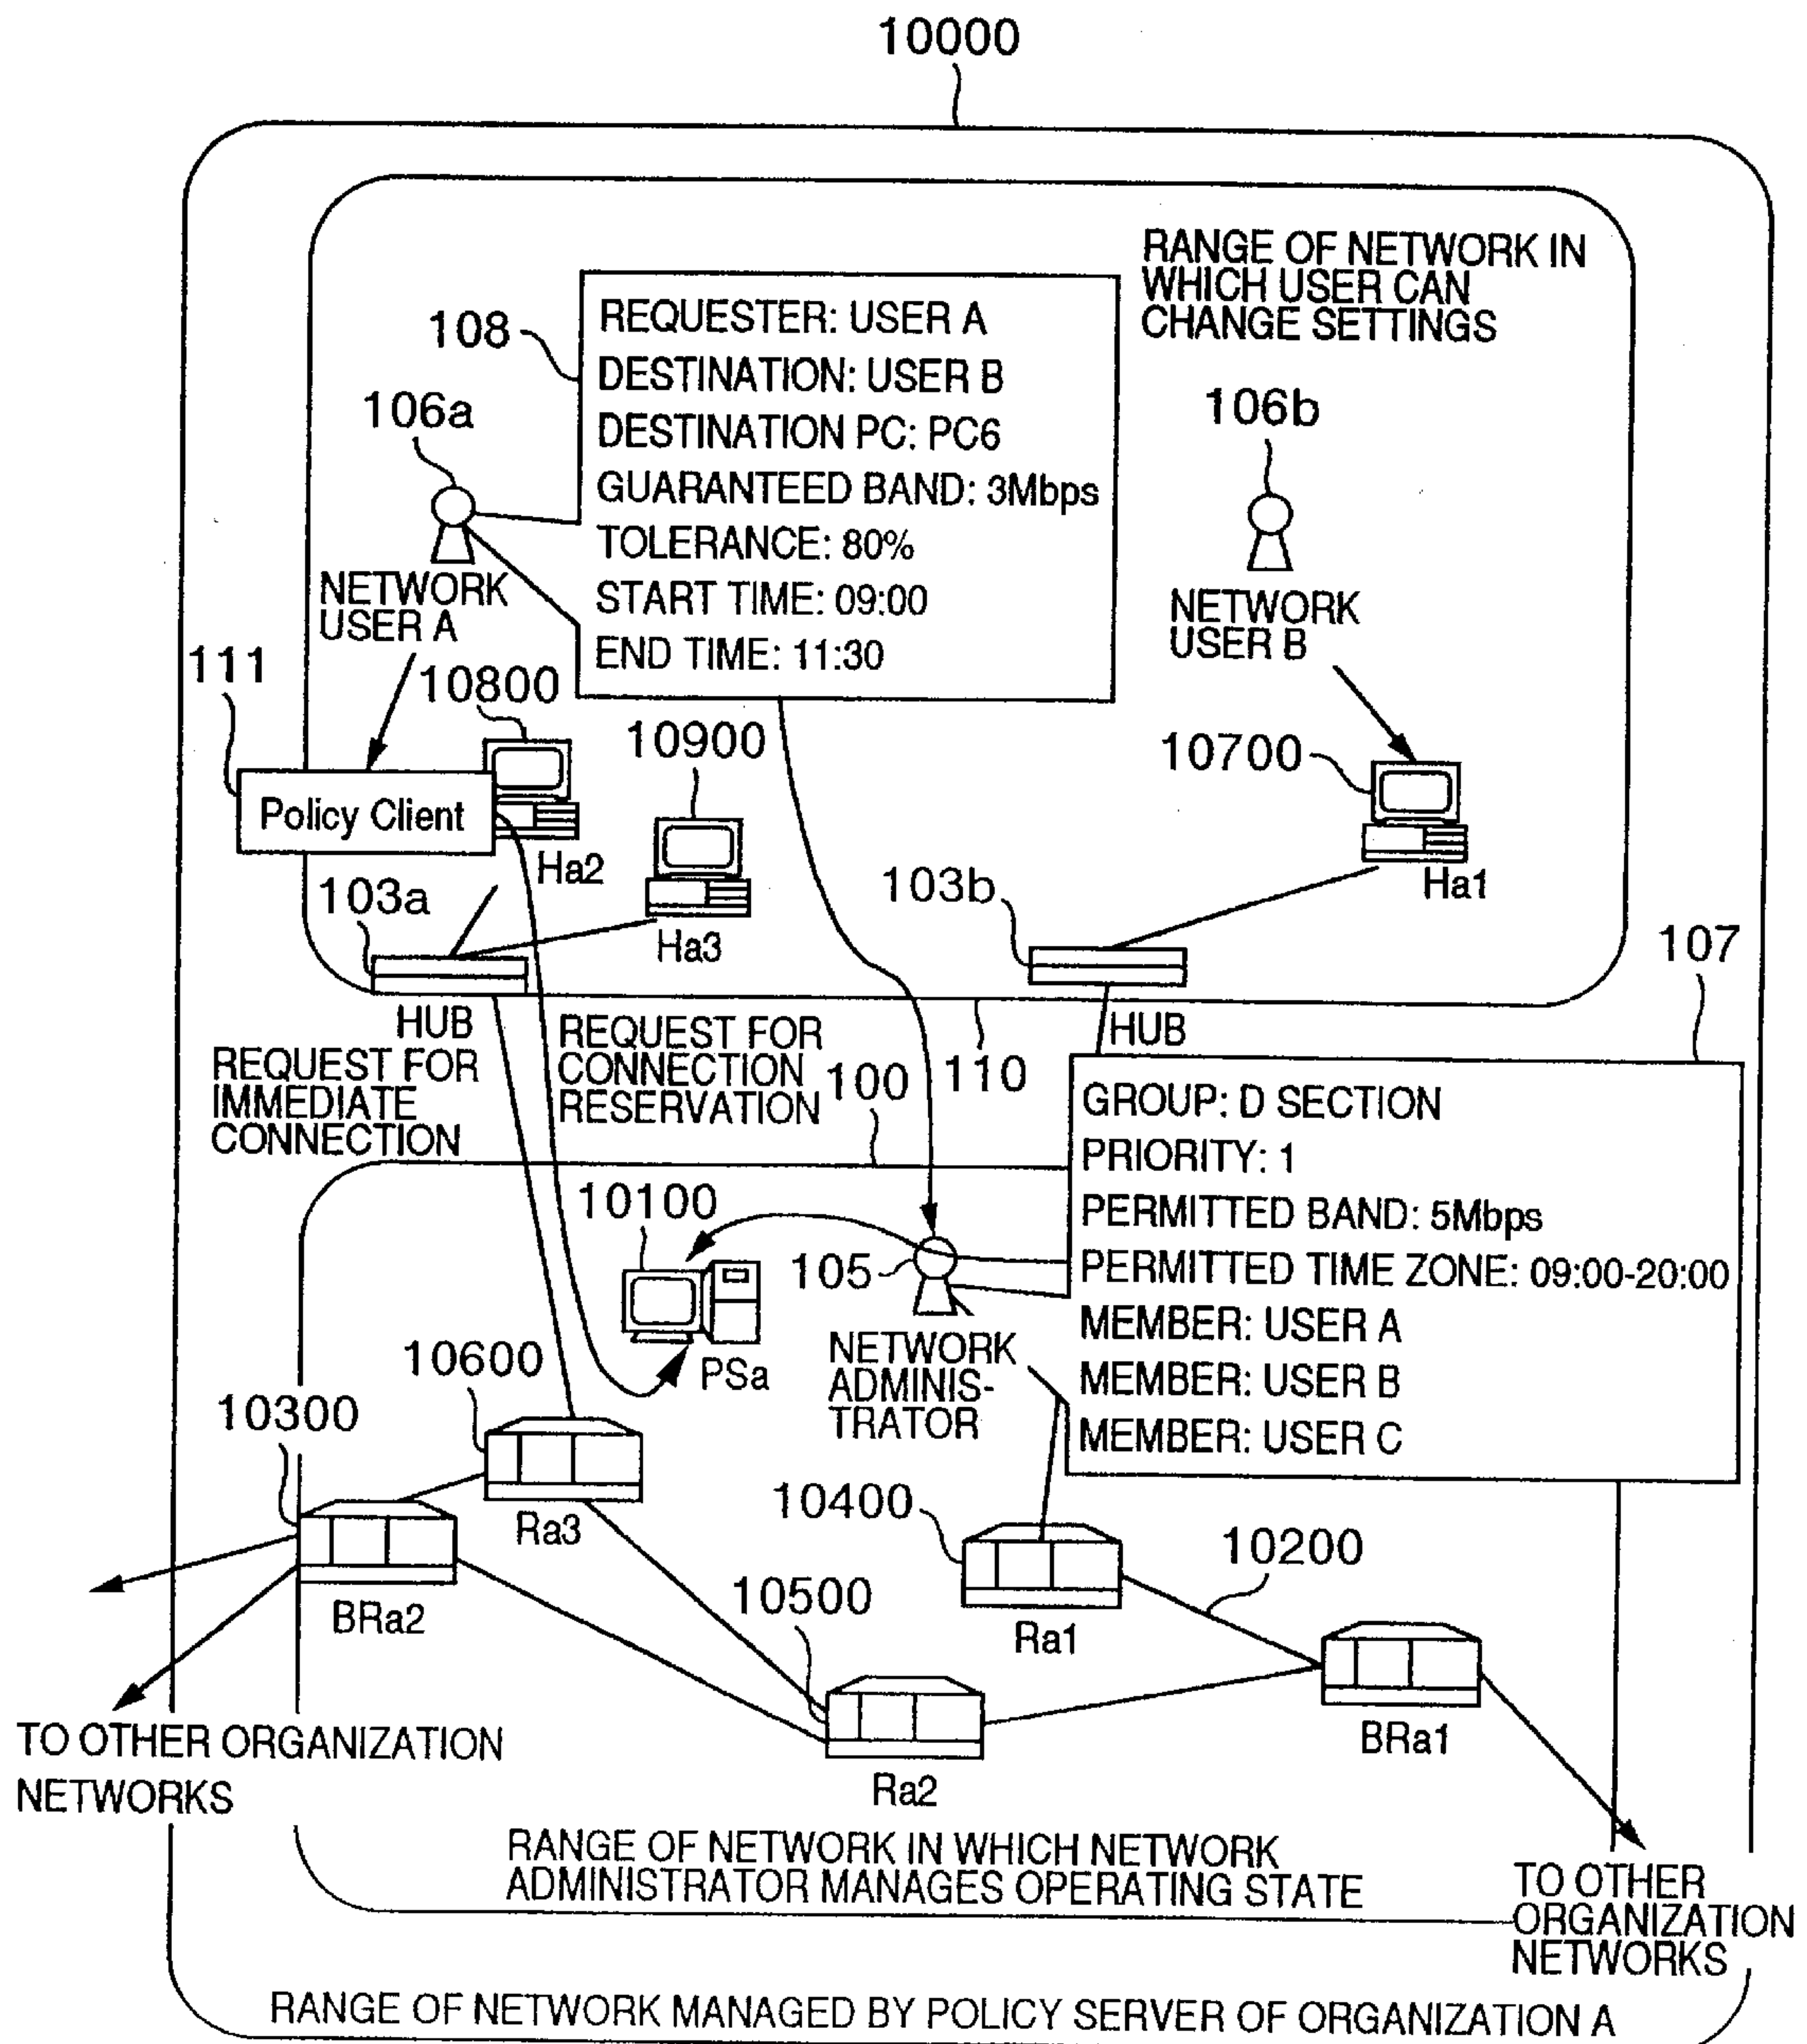 10000
RANGE OF NETWORK IN
WHICH USER CAN
CHANGE SETTINGS
108
REQUESTER: USER A
DESTINATION: USER B
DESTINATION PC: PC6
GUARANTEED BAND: 3Mbps
TOLERANCE: 80%
START TIME: 09:00
END TIME: 11:30
106a
NETWORK
USER A
106b
NETWORK
USER B
111
Policy Client
10800
Ha2
10900
Ha3
10700
Ha1
103a
HUB
103b
HUB
107
REQUEST FOR
IMMEDIATE
CONNECTION
REQUEST FOR
CONNECTION
RESERVATION
100
110
GROUP: D SECTION
PRIORITY: 1
PERMITTED BAND: 5Mbps
PERMITTED TIME ZONE: 09:00-20:00
MEMBER: USER A
MEMBER: USER B
MEMBER: USER C
10100
PSa
105
NETWORK
ADMINIS-
TRATOR
10600
Ra3
10300
BRa2
10400
Ra1
10200
10500
Ra2
BRa1
TO OTHER ORGANIZATION
NETWORKS
RANGE OF NETWORK IN WHICH NETWORK
ADMINISTRATOR MANAGES OPERATING STATE
TO OTHER
ORGANIZATION
NETWORKS
RANGE OF NETWORK MANAGED BY POLICY SERVER OF ORGANIZATION A